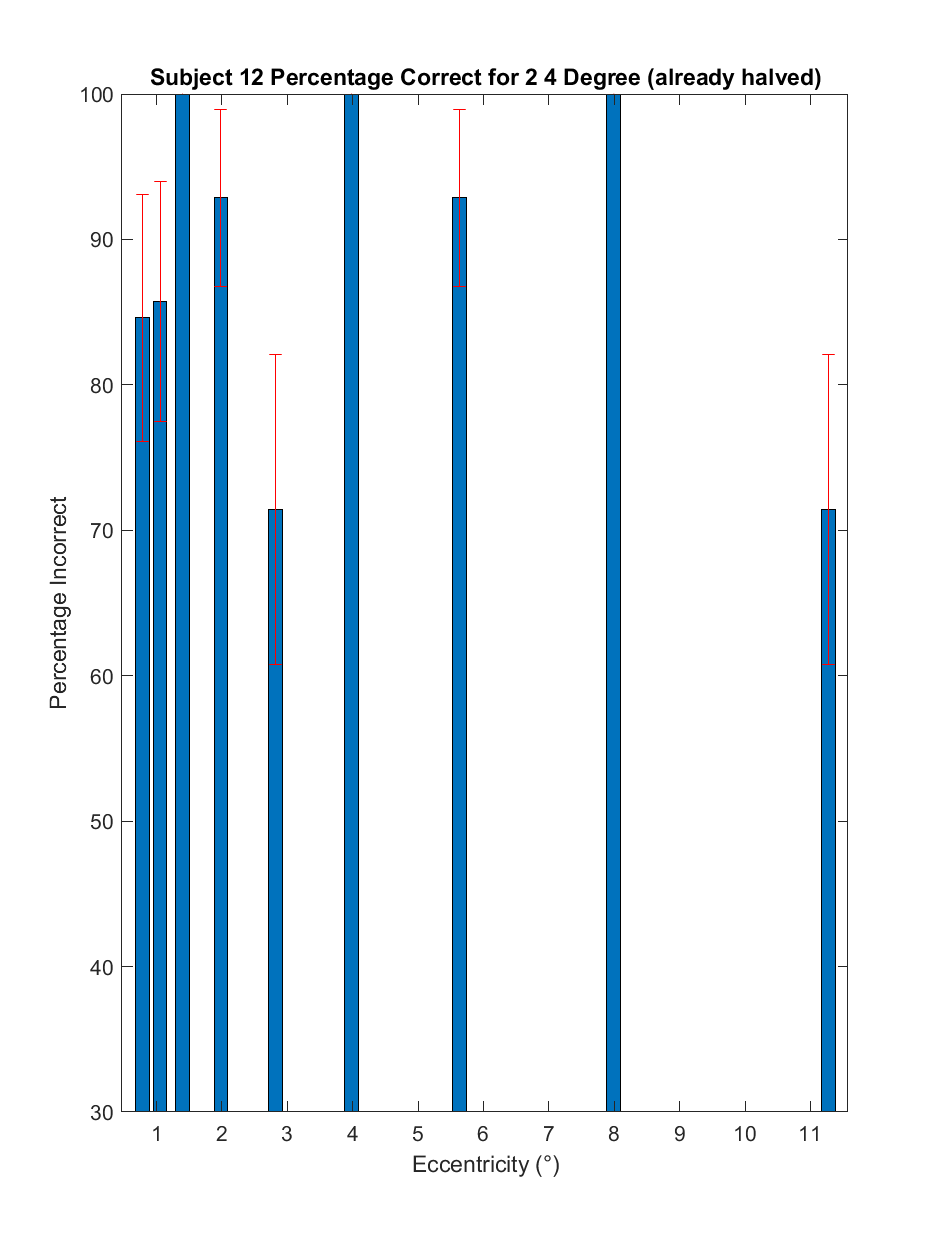 Subject 12 Percentage Correct for 2 4 Degree (already halved)
100
90
80
70
60
50
40
30
Percentage Incorrect
1 2 3 4 5 6 7 8 9 10 11
Eccentricity (°)